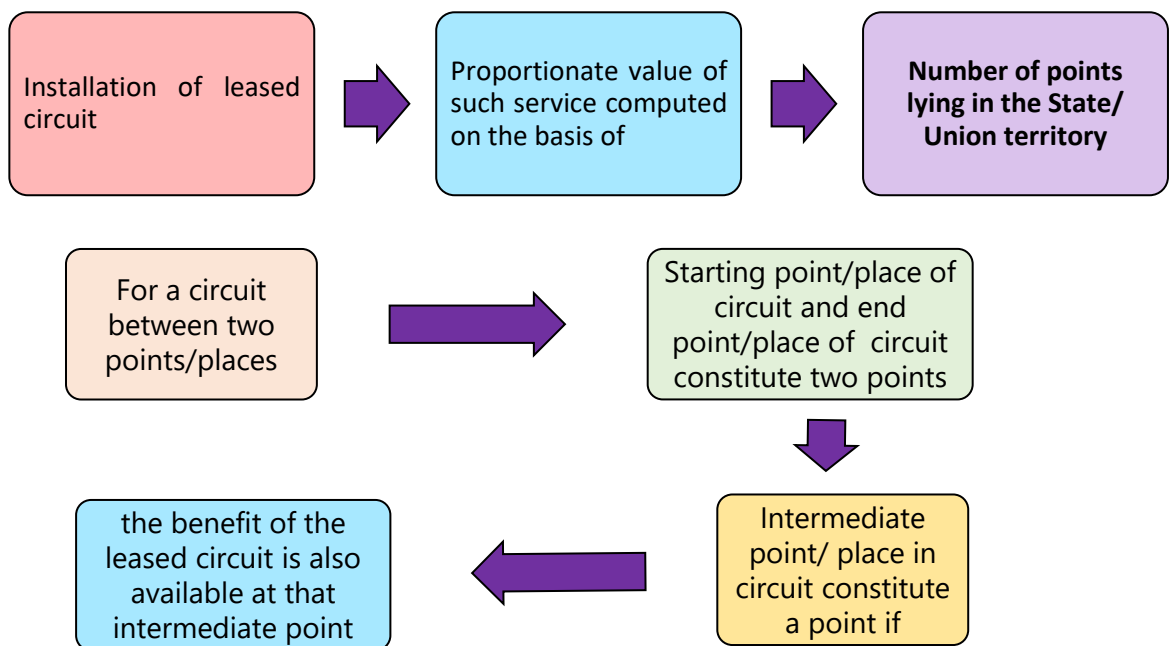 Installation of leased
circuit
Proportionate value of
such service computed
on the basis of
Number of points
lying in the State/
Union territory
For a circuit
between two
points/places
Starting point/place of
circuit and end
point/place of circuit
constitute two points
the benefit of the
leased circuit is also
available at that
intermediate point
Intermediate
point/ place in
circuit constitute
a point if